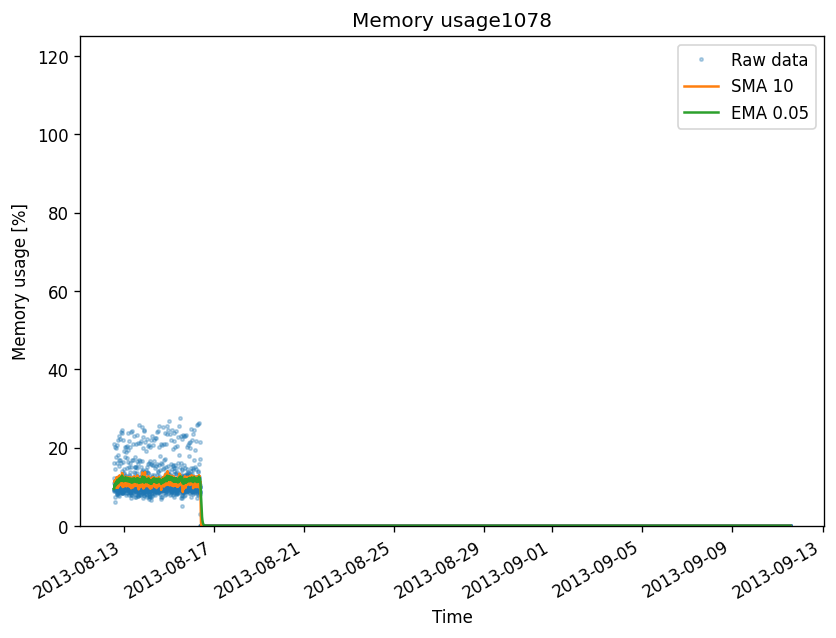 Memory usage1078
Raw data
SMA 10
EMA 0.05
Memory usage [%]
120
100
80
60
40
20
0
2013-08-13
2013-08-17
2013-08-21
2013-08-25
2013-08-29
2013-09-01
2013-09-05
2013-09-09
2013-09-13
Time